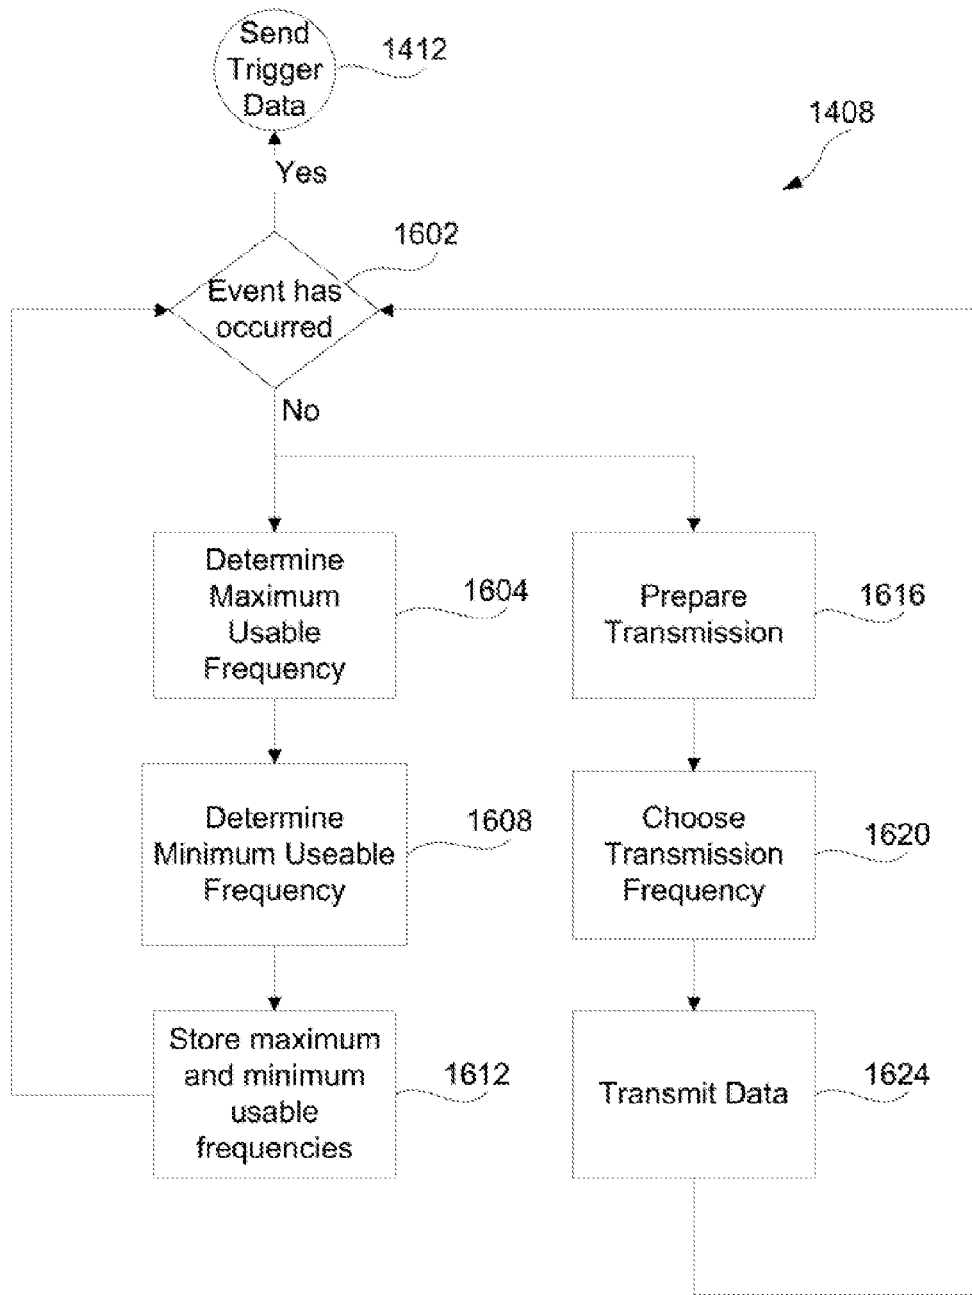 Send
Trigger
Data
1412
1408
Yes
1602
Event has
occurred
No
Determine
Maximum
Usable
Frequency
1604
Prepare
Transmission
1616
Determine
Minimum Useable
Frequency
1608
Choose
Transmission
Frequency
1620
Store maximum
and minimum
usable
frequencies
1612
Transmit Data
1624